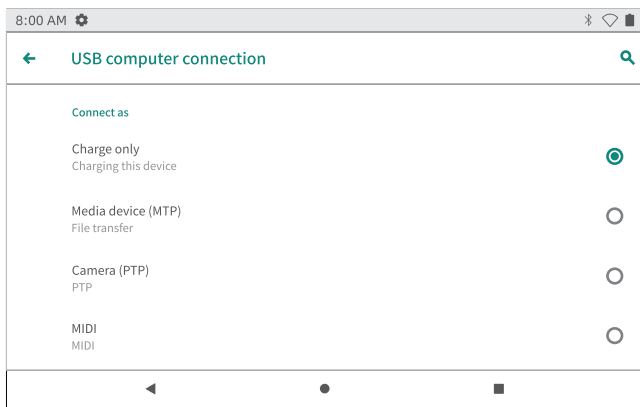 8:00 AM
USB computer connection
Connect as
Charge only
Charging this device
Media device (MTP)
File transfer
Camera (PTP)
PTP
MIDI
MIDI